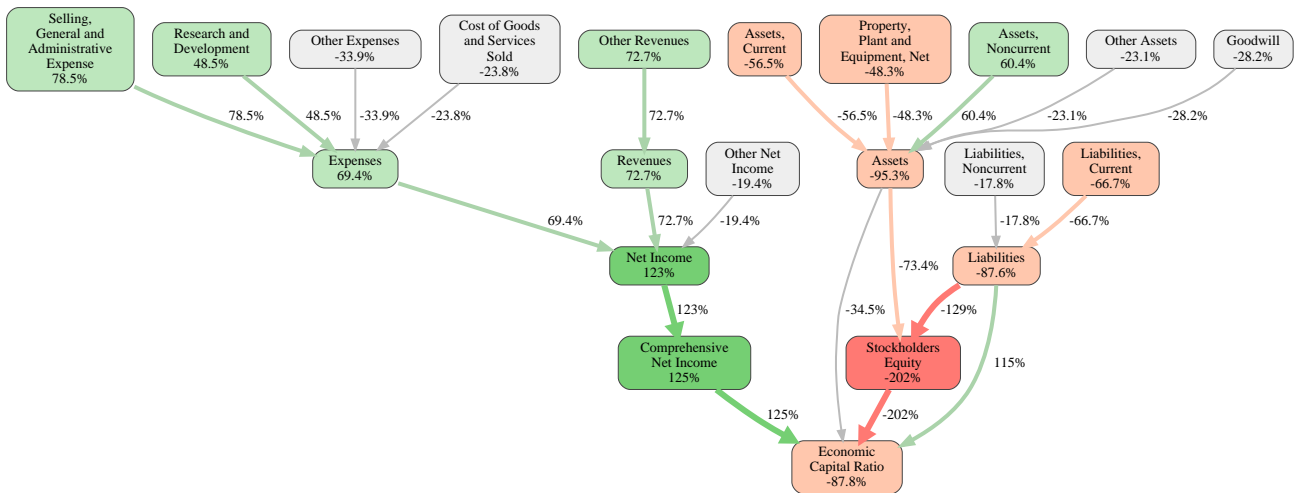 Selling,
General and
Administrative
Expense
78.5%
Research and
Development
48.5%
Other Expenses
-33.9%
Cost of Goods
and Services
Sold
-23.8%
Other Revenues
72.7%
Assets,
Current
-56.5%
Property,
Plant and
Equipment, Net
-48.3%
Assets,
Noncurrent
60.4%
Other Assets
-23.1%
Goodwill
-28.2%
78.5%
48.5%
-33.9%
-23.8%
72.7%
-56.5%
-48.3%
60.4%
-23.1%
-28.2%
Expenses
69.4%
Revenues
72.7%
Other Net
Income
-19.4%
Assets
-95.3%
Liabilities,
Noncurrent
-17.8%
Liabilities,
Current
-66.7%
69.4%
72.7%
-19.4%
-17.8%
-66.7%
Net Income
123%
-73.4%
Liabilities
-87.6%
123%
-34.5%
-129%
Comprehensive
Net Income
125%
Stockholders
Equity
-202%
115%
125%
-202%
Economic
Capital Ratio
-87.8%